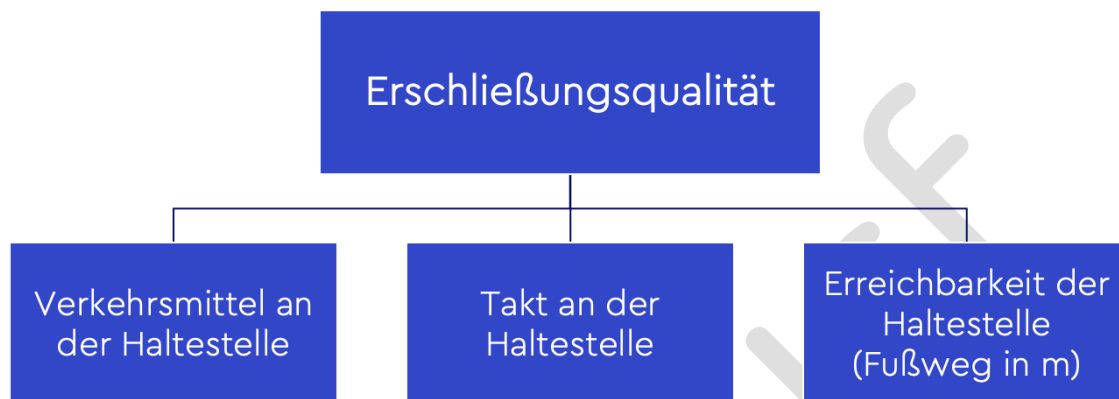 Erschließungsqualität
Verkehrsmittel an
der Haltestelle
Takt an der
Haltestelle
Erreichbarkeit der
Haltestelle
(Fußweg in m)